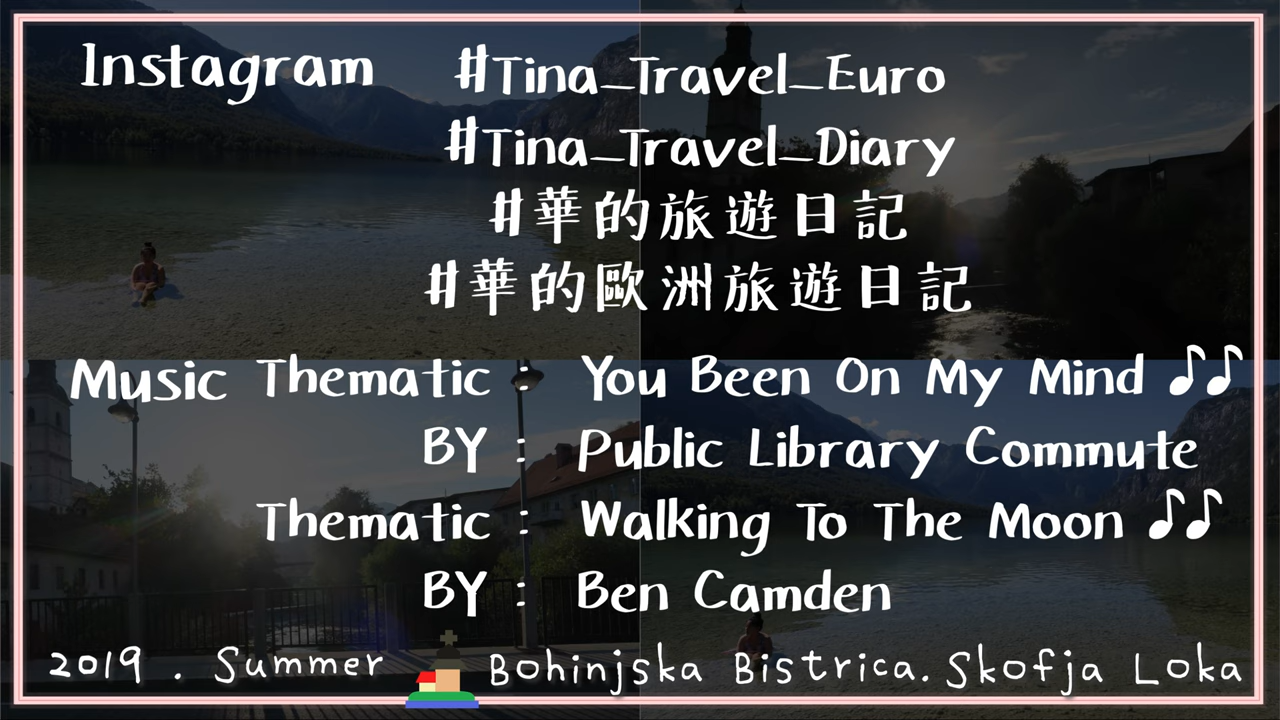 Instagram #Tina_Travel_Euro
#Tina_Travel_Diary
#華的旅遊日記
#華的歐洲旅遊日記
Music Thematic : You Been On My Mind ♪♪
BY : Public Library Commute
Thematic : Walking To The Moon ♪♪
BY : Ben Camden
2019 . Summer Bohinjska Bistrica. Skofja Loka